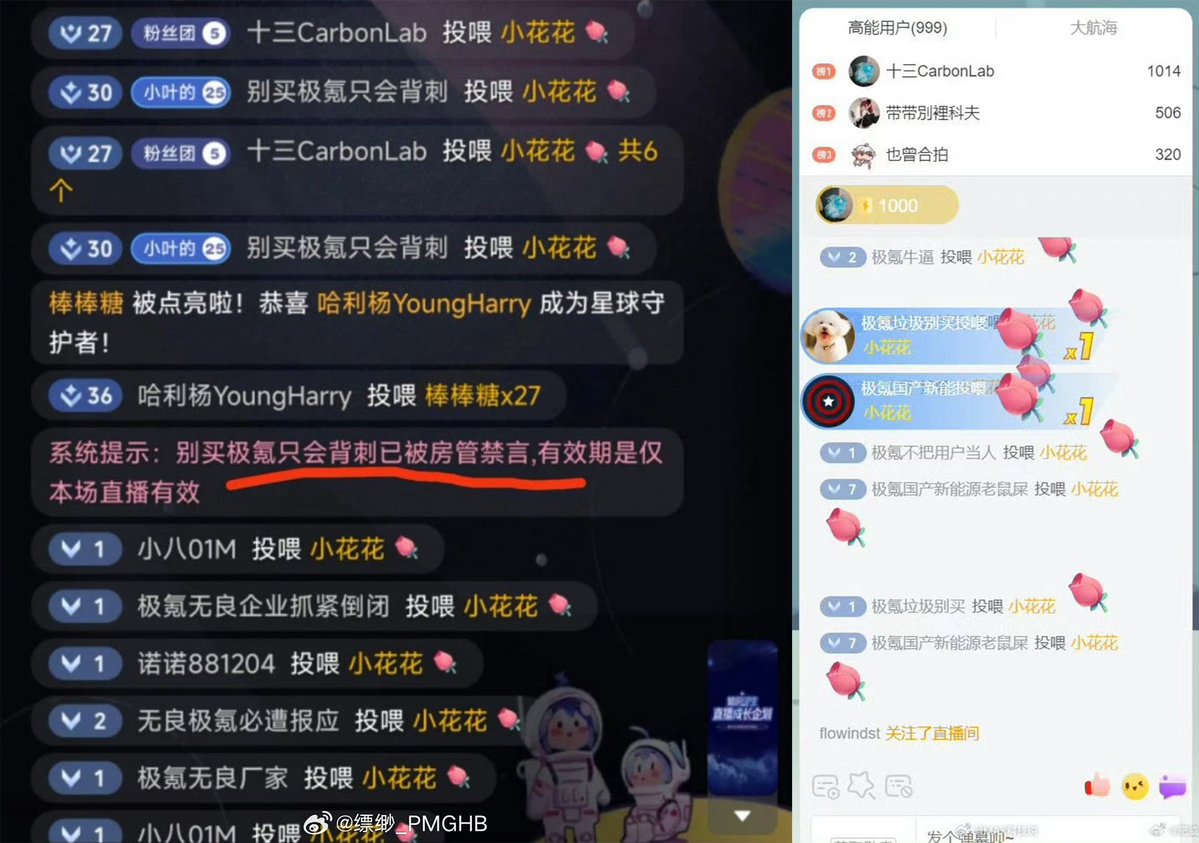 27 粉丝团 5 十三CarbonLab 投喂 小花花
30 小叶的 25 别买极氪只会背刺 投喂 小花花
27 粉丝团 5 十三CarbonLab 投喂 小花花 共6
个
30 小叶的 25 别买极氪只会背刺 投喂 小花花
棒棒糖 被点亮啦！恭喜 哈利杨YoungHarry 成为星球守
护者！
36 哈利杨YoungHarry 投喂 棒棒糖x27
系统提示：别买极氪只会背刺已被房管禁言,有效期是仅
本场直播有效
1 小八01M 投喂 小花花
1 极氪无良企业抓紧倒闭 投喂 小花花
1 诺诺881204 投喂 小花花
2 无良极氪必遭报应 投喂 小花花
1 极氪无良厂家 投喂 小花花
1 小八01M 投喂 小花花
直播成长企划
@缥缈_PMGHB
高能用户(999) 大航海
榜1 十三CarbonLab 1014
榜2 带带別裡科夫 506
榜3 也曾合拍 320
1000
2 极氪牛逼 投喂 小花花
极氪垃圾别买投喂
小花花
x1
极氪国产新能投喂
小花花
x1
1 极氪不把用户当人 投喂 小花花
7 极氪国产新能源老鼠屎 投喂 小花花
1 极氪垃圾别买 投喂 小花花
7 极氪国产新能源老鼠屎 投喂 小花花
flowindst 关注了直播间
发个弹幕呗~